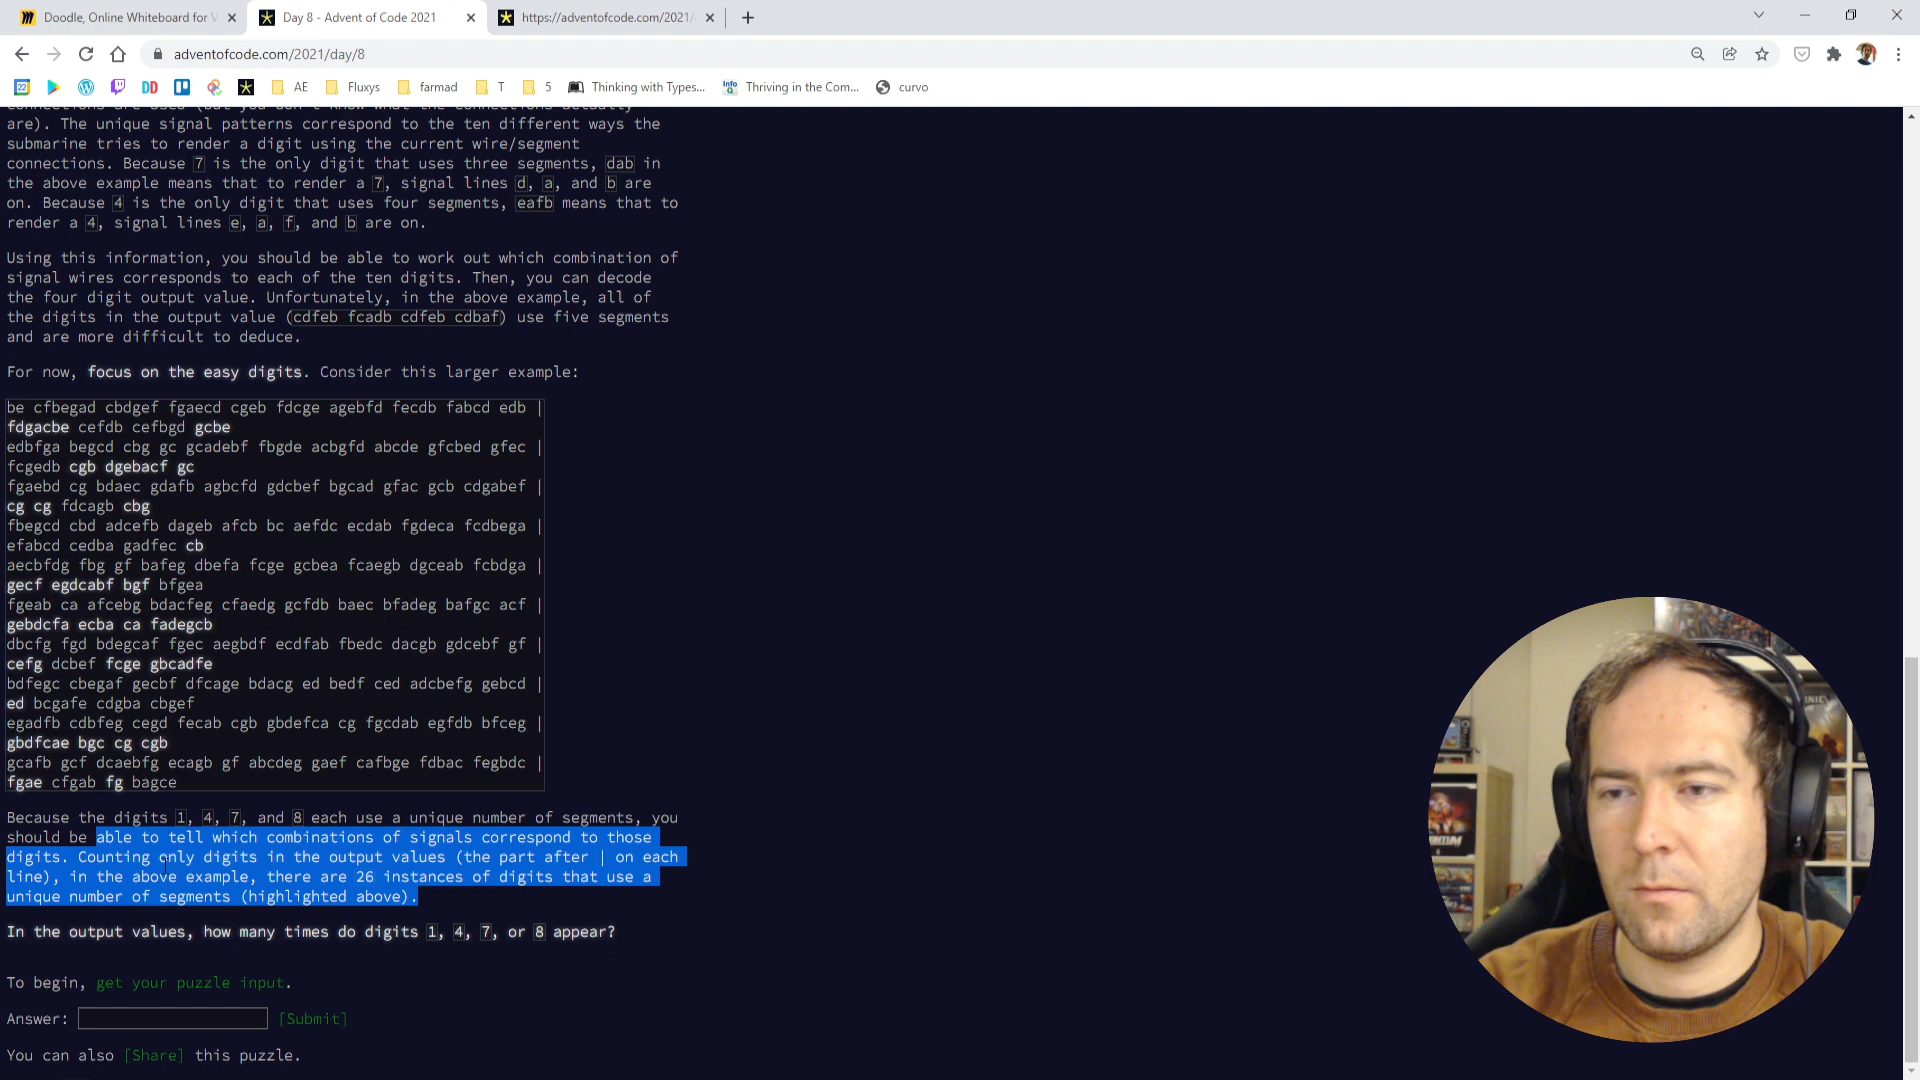 Doodle, Online Whiteboard for V
Day 8 - Advent of Code 2021
https://adventofcode.com/2021/
adventofcode.com/2021/day/8
22
DD
AE
Fluxys
farmad
T
5
Thinking with Types...
Thriving in the Com...
curvo
are). The unique signal patterns correspond to the ten different ways the
submarine tries to render a digit using the current wire/segment
connections. Because 7 is the only digit that uses three segments, dab in
the above example means that to render a 7, signal lines d, a, and b are
on. Because 4 is the only digit that uses four segments, eafb means that to
render a 4, signal lines e, a, f, and b are on.
Using this information, you should be able to work out which combination of
signal wires corresponds to each of the ten digits. Then, you can decode
the four digit output value. Unfortunately, in the above example, all of
the digits in the output value (cdfeb fcadb cdfeb cdbaf) use five segments
and are more difficult to deduce.
For now, focus on the easy digits. Consider this larger example:
be cfbegad cbdgef fgaecd cgeb fdcge agebfd fecdb fabcd edb |
fdgacbe cefdb cefbgd gcbe
edbfga begcd cbg gc gcadebf fbgde acbgfd abcde gfcbed gfec |
fcgedb cgb dgebacf gc
fgaebd cg bdaec gdafb agbcfd gdcbef bgcad gfac gcb cdgabef |
cg cg fdcagb cbg
fbegcd cbd adcefb dageb afcb bc aefdc ecdab fgdeca fcdbega |
efabcd cedba gadfec cb
aecbfdg fbg gf bafeg dbefa fcge gcbea fcaegb dgceab fcbdga |
gecf egdcabf bgf bfgea
fgeab ca afcebg bdacfeg cfaedg gcfdb baec bfadeg bafgc acf |
gebdcfa ecba ca fadegcb
dbcfg fgd bdegcaf fgec aegbdf ecdfab fbedc dacgb gdcebf gf |
cefg dcbef fcge gbcadfe
bdfegc cbegaf gecbf dfcage bdacg ed bedf ced adcbefg gebcd |
ed bcgafe cdgba cbgef
egadfb cdbfeg cegd fecab cgb gbdefca cg fgcdab egfdb bfceg |
gbdfcae bgc cg cgb
gcafb gcf dcaebfg ecagb gf abcdeg gaef cafbge fdbac fegbdc |
fgae cfgab fg bagce
Because the digits 1, 4, 7, and 8 each use a unique number of segments, you
should be able to tell which combinations of signals correspond to those
digits. Counting only digits in the output values (the part after | on each
line), in the above example, there are 26 instances of digits that use a
unique number of segments (highlighted above).
In the output values, how many times do digits 1, 4, 7, or 8 appear?
To begin, get your puzzle input.
Answer: [Submit]
You can also [Share] this puzzle.